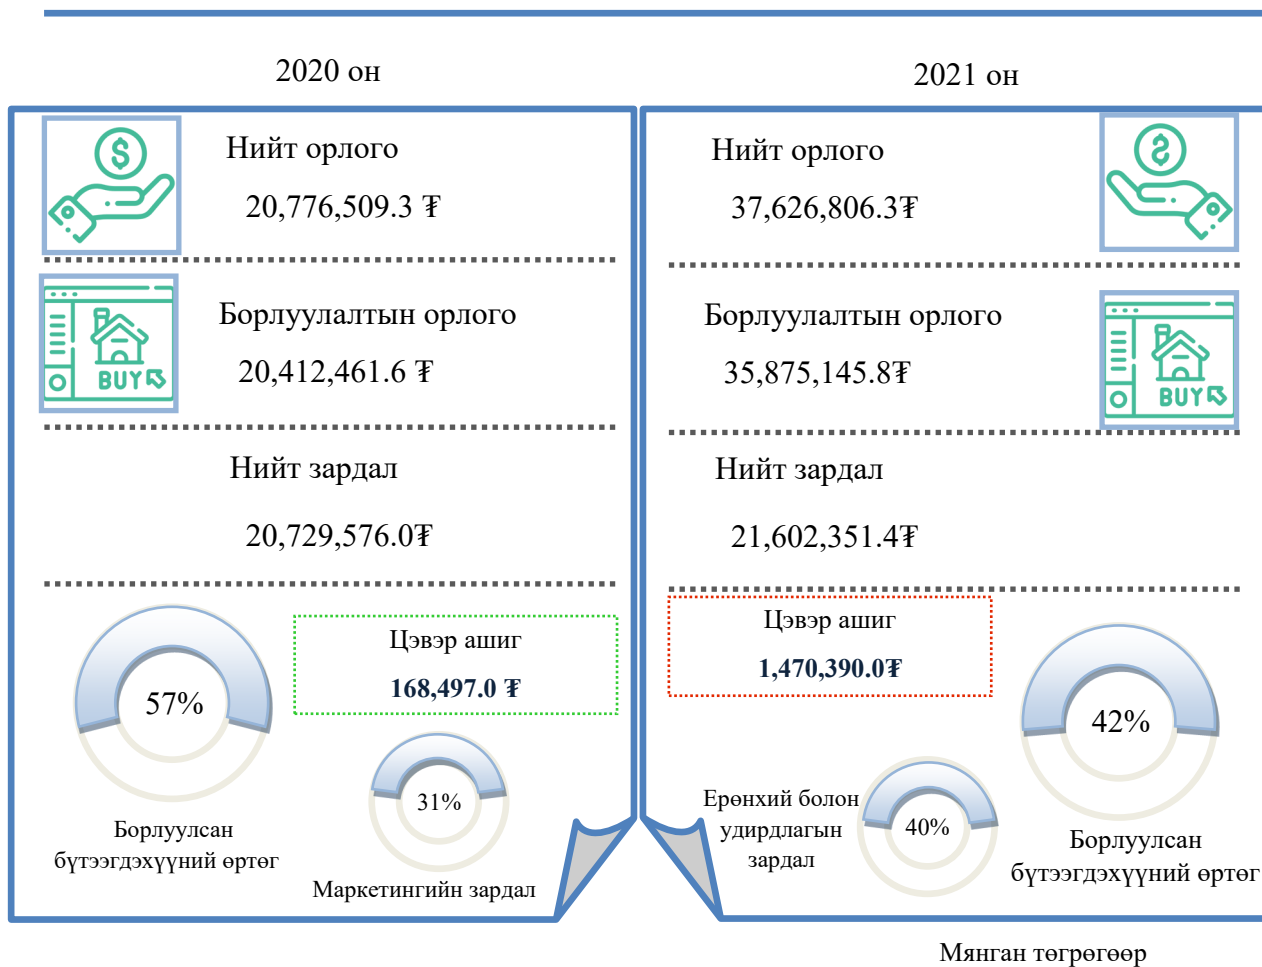 2020 он
Нийт орлого
20,776,509.3 ₮
BUY
Борлуулалтын орлого
20,412,461.6 ₮
Нийт зардал
20,729,576.0₮
57%
Цэвэр ашиг
168,497.0 ₮
31%
Борлуулсан
бүтээгдэхүүний өртөг
Маркетингийн зардал
2021 он
Нийт орлого
37,626,806.3₮
Борлуулалтын орлого
35,875,145.8₮
BUY
Нийт зардал
21,602,351.4₮
Цэвэр ашиг
1,470,390.0₮
42%
Ерөнхий болон
удирдлагын
зардал
40%
Борлуулсан
бүтээгдэхүүний өртөг
Мянган төгрөгөөр